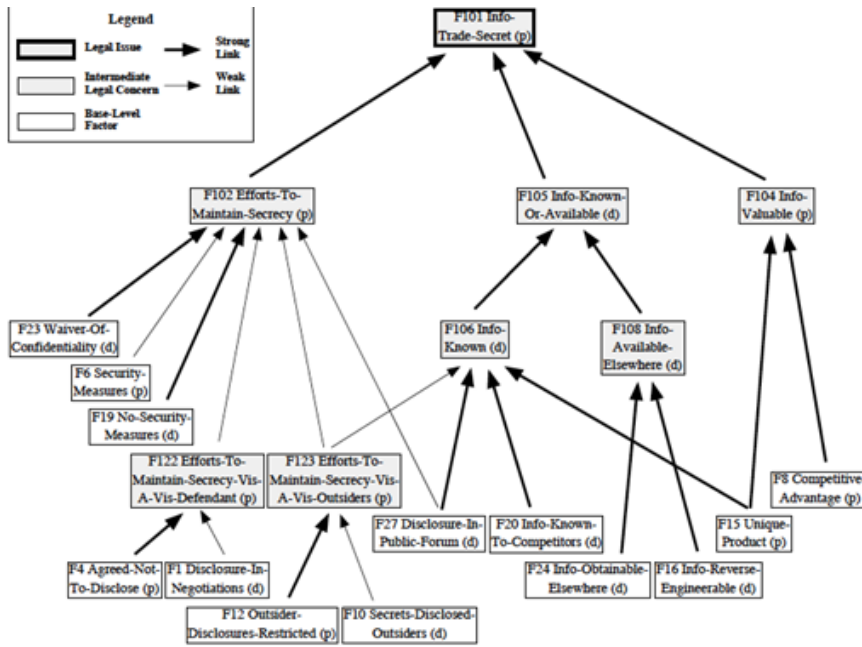 Legend
Legal Issue
Strong
Link
Intermediate
Legal Concern
Weak
Link
Base-Level
Factor
F101 Info-
Trade-Secret (p)
F102 Efforts-To-
Maintain-Secrecy (p)
F105 Info-Known-
Or-Available (d)
F104 Info-
Valuable (p)
F23 Waiver-Of-
Confidentiality (d)
F106 Info-
Known (d)
F108 Info-
Available-
Elsewhere (d)
F6 Security-
Measures (p)
F19 No-Security-
Measures (d)
F122 Efforts-To-
Maintain-Secrecy-Vis-
A-Vis-Defendant (p)
F123 Efforts-To-
Maintain-Secrecy-Vis-
A-Vis-Outsiders (p)
F8 Competitive-
Advantage (p)
F27 Disclosure-In-
Public-Forum (d)
F20 Info-Known-
To-Competitors (d)
F15 Unique-
Product (p)
F4 Agreed-Not-
To-Disclose (p)
F1 Disclosure-In-
Negotiations (d)
F24 Info-Obtainable-
Elsewhere (d)
F16 Info-Reverse-
Engineerable (d)
F12 Outsider-
Disclosures-Restricted (p)
F10 Secrets-Disclosed-
Outsiders (d)